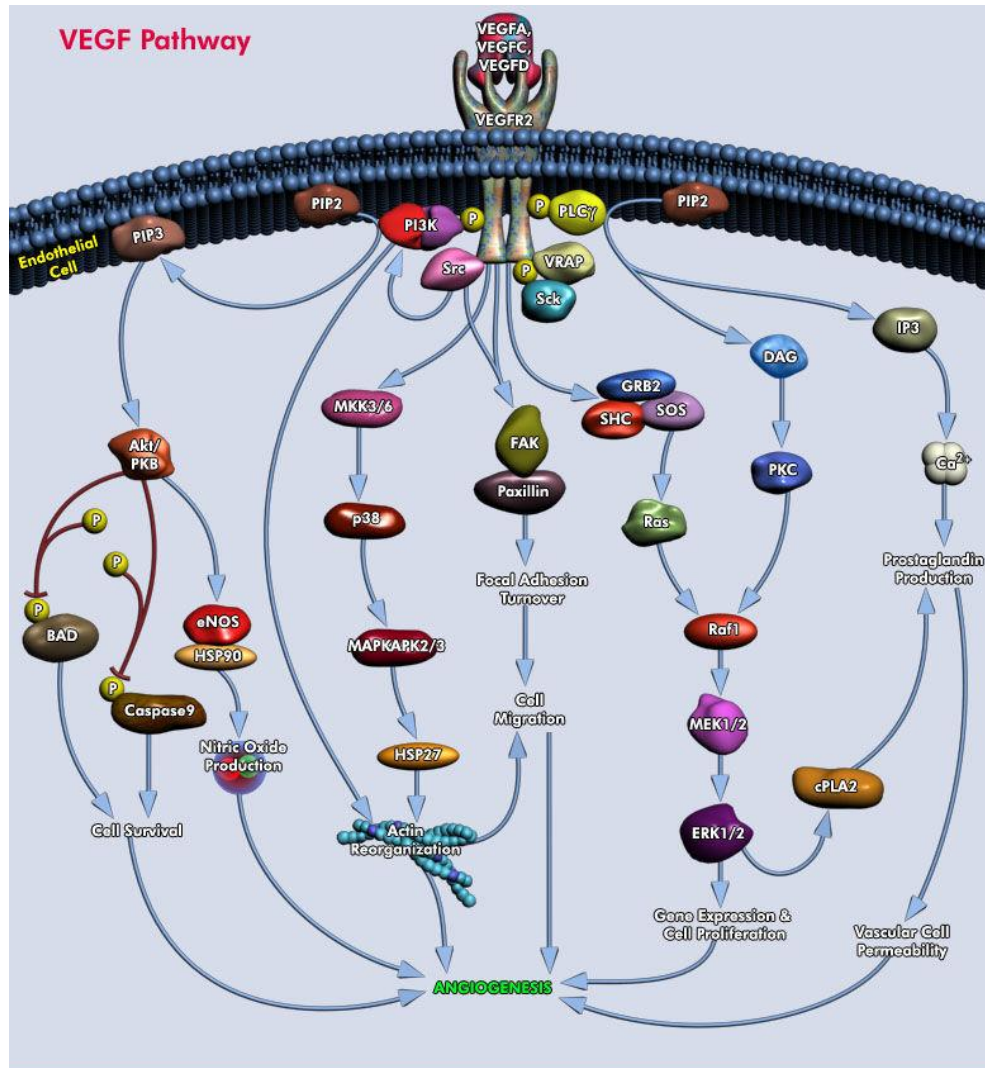 VEGF Pathway
VEGFA,
VEGFC,
VEGFD
VEGFR2
PIP2
PI3K
P
P
PLCγ
PIP2
PIP3
Endothelial
Cell
Src
P
VRAP
Sck
IP3
DAG
MKK3/6
GRB2
SHC
SOS
FAK
Akt/
PKB
Paxillin
PKC
Ca2+
p38
P
Ras
P
Focal Adhesion
Turnover
Prostaglandin
Production
P
BAD
eNOS
HSP90
MAPKAPK2/3
Raf1
P
Caspase9
Cell
Migration
MEK1/2
Nitric Oxide
Production
HSP27
cPLA2
Cell Survival
Actin
Reorganization
ERK1/2
Gene Expression &
Cell Proliferation
Vascular Cell
Permeability
ANGIOGENESIS